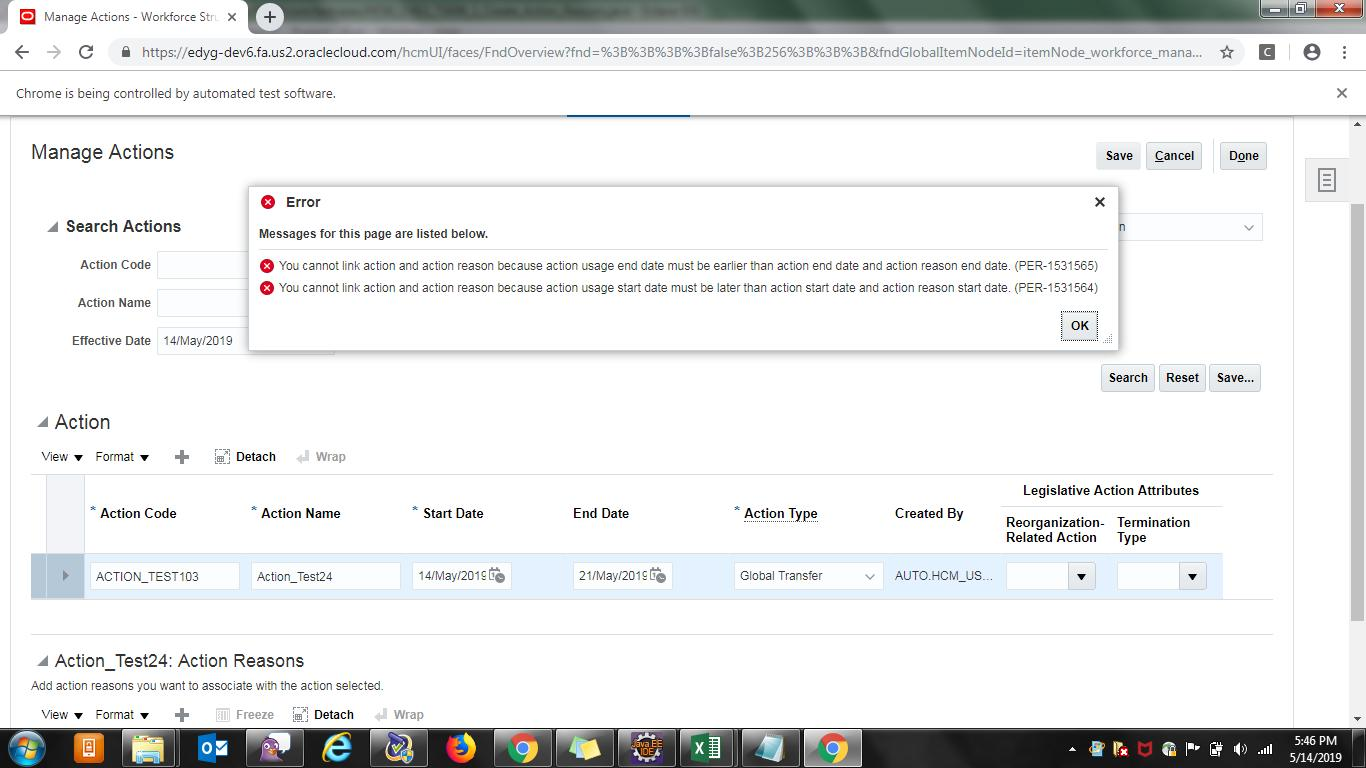 Manage Actions - Workforce Stru
https://edyg-dev6.fa.us2.oraclecloud.com/hcmUI/faces/FndOverview?fnd=%3B%3B%3B%3Bfalse%3B256%3B%3B%3B&fndGlobalItemNodeId=itemNode_workforce_mana...
C
Chrome is being controlled by automated test software.
Manage Actions
Save Cancel Done
Error
Messages for this page are listed below.
You cannot link action and action reason because action usage end date must be earlier than action end date and action reason end date. (PER-1531565)
You cannot link action and action reason because action usage start date must be later than action start date and action reason start date. (PER-1531564)
OK
Search Actions
n
Action Code
Action Name
Effective Date 14/May/2019
Search Reset Save...
Action
View Format Detach Wrap
Legislative Action Attributes
* Action Code * Action Name * Start Date End Date * Action Type Created By Reorganization-Related Action Termination Type
ACTION_TEST103 Action_Test24 14/May/2019 21/May/2019 Global Transfer AUTO.HCM_US...
Action_Test24: Action Reasons
Add action reasons you want to associate with the action selected.
View Format Freeze Detach Wrap
Java EE
IDE
5:46 PM
5/14/2019